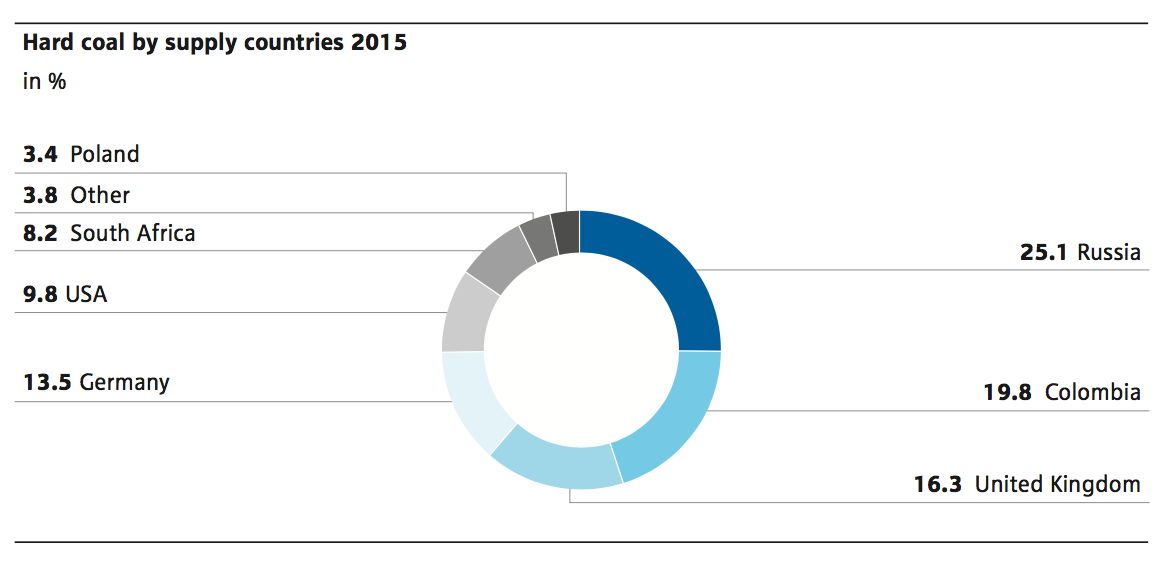 Hard coal by supply countries 2015
in %
3.4 Poland
3.8 Other
8.2 South Africa
9.8 USA
13.5 Germany
25.1 Russia
19.8 Colombia
16.3 United Kingdom